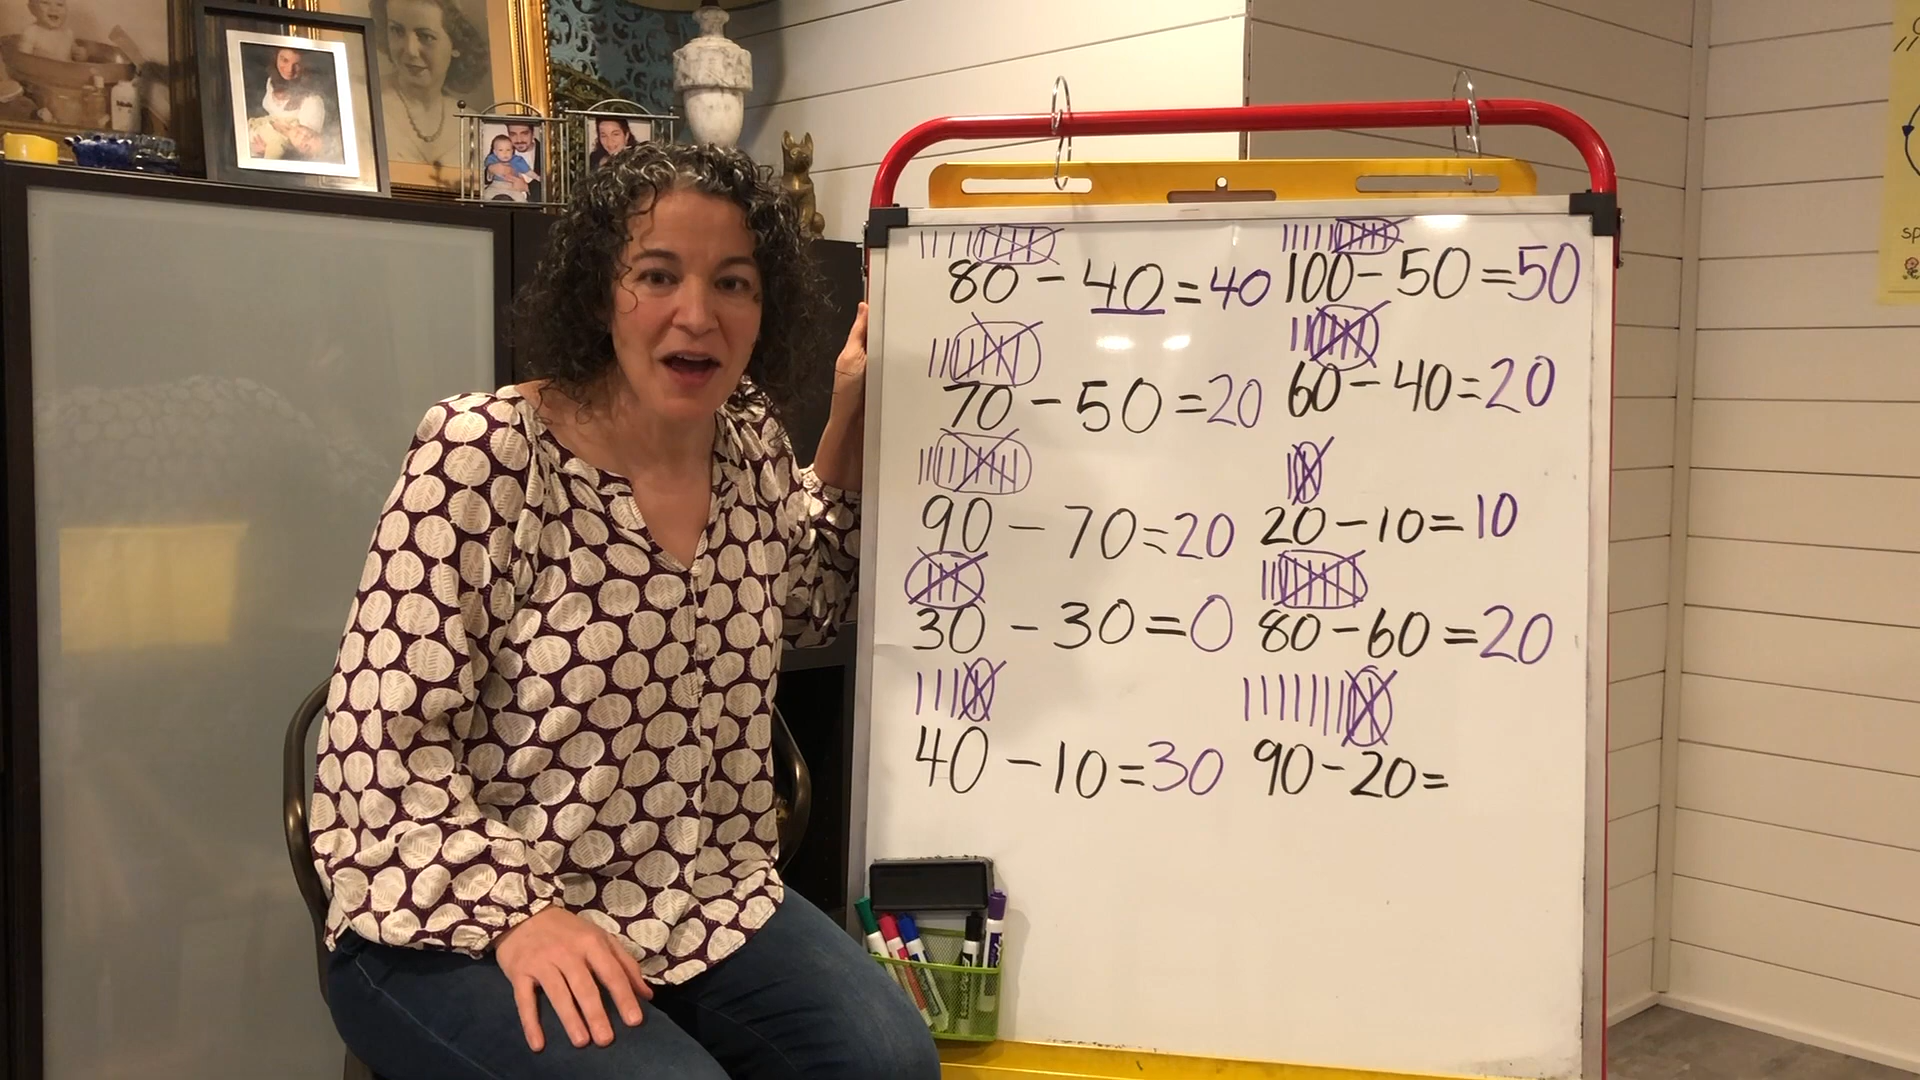 80 - 40 = 40
70 - 50 = 20
90 - 70 = 20
30 - 30 = 0
40 - 10 = 30
100 - 50 = 50
60 - 40 = 20
20 - 10 = 10
80 - 60 = 20
90 - 20 =
sp